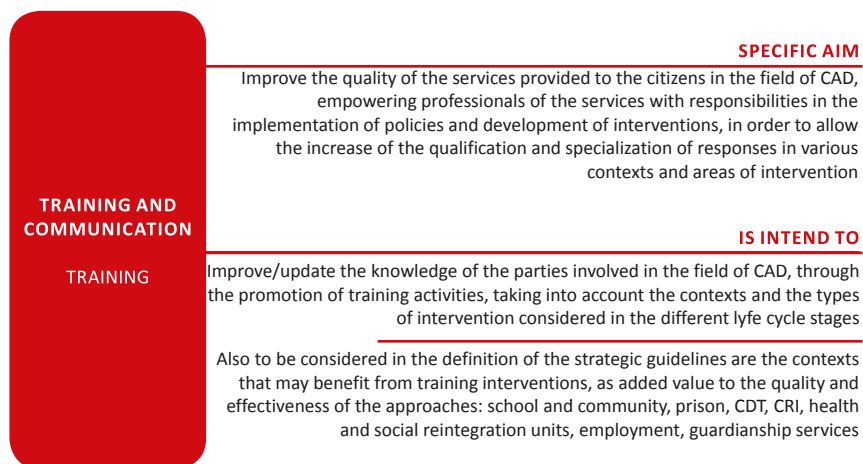 TRAINING AND
COMMUNICATION
TRAINING
SPECIFIC AIM
Improve the quality of the services provided to the citizens in the field of CAD,
empowering professionals of the services with responsibilities in the
implementation of policies and development of interventions, in order to allow
the increase of the qualification and specialization of responses in various
contexts and areas of intervention
IS INTEND TO
Improve/update the knowledge of the parties involved in the field of CAD, through
the promotion of training activities, taking into account the contexts and the types
of intervention considered in the different lyfe cycle stages
Also to be considered in the definition of the strategic guidelines are the contexts
that may benefit from training interventions, as added value to the quality and
effectiveness of the approaches: school and community, prison, CDT, CRI, health
and social reintegration units, employment, guardianship services